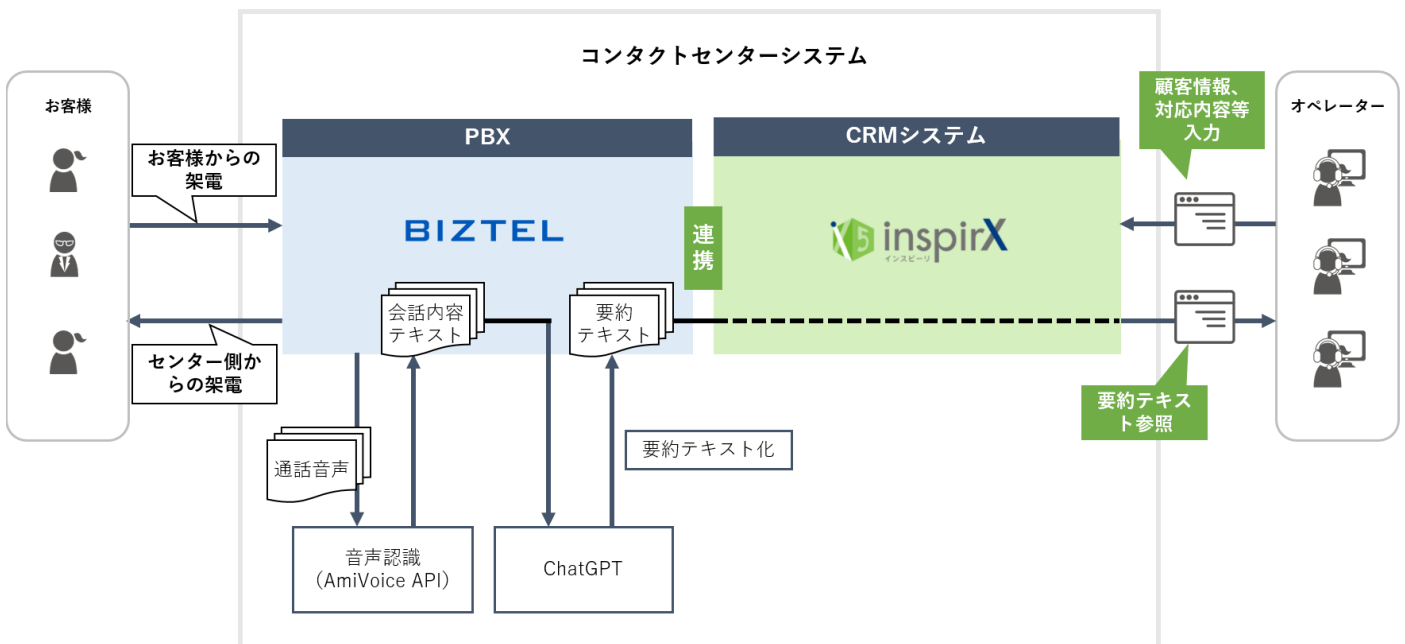 コンタクトセンターシステム
お客様
お客様からの
架電
センター側か
らの架電
PBX
BIZTEL
会話内容
テキスト
要約
テキスト
連
携
CRMシステム
5
inspirX
インスピーリ
顧客情報、
対応内容等
入力
オペレーター
要約テキス
ト参照
通話音声
要約テキスト化
音声認識
（AmiVoice API）
ChatGPT